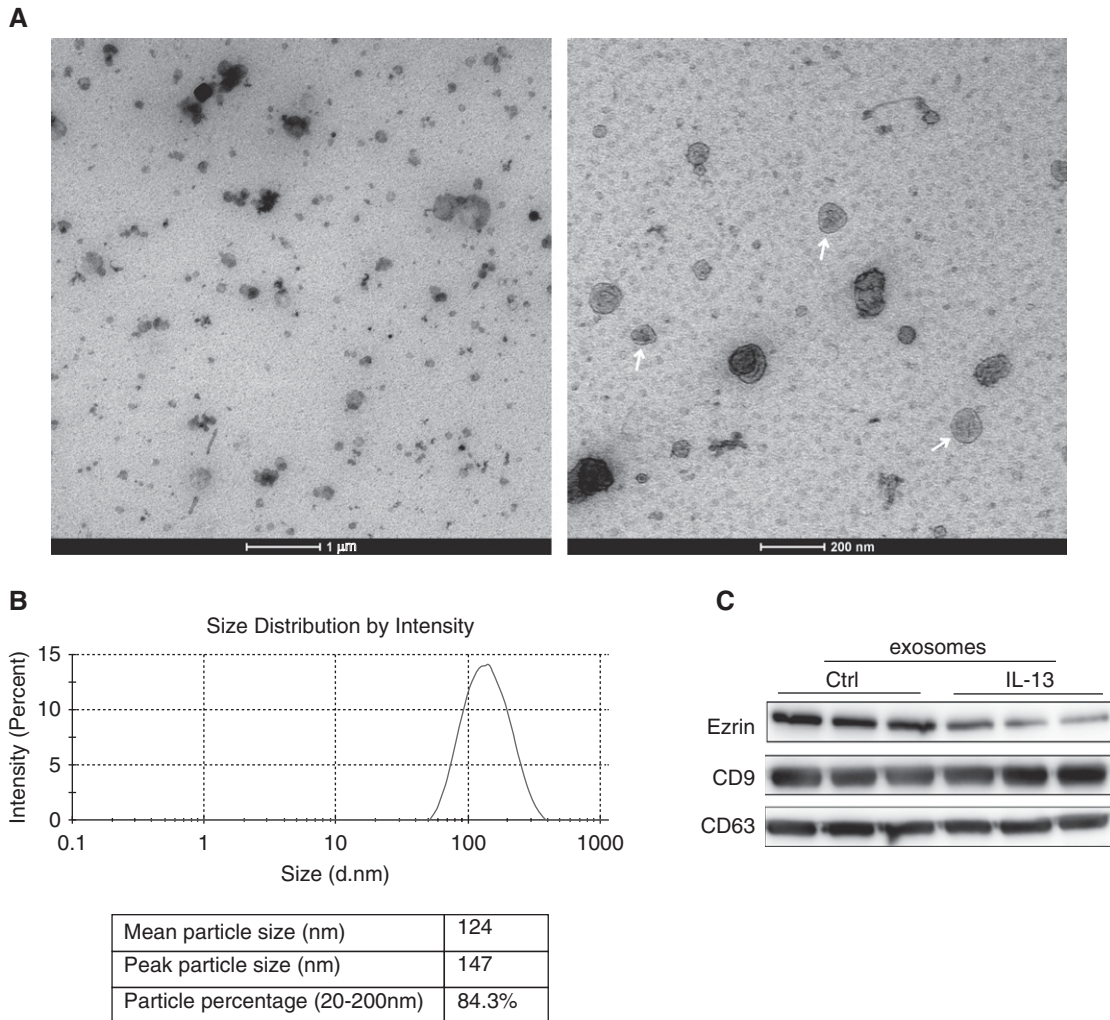 A
1 μm
200 nm
B
Size Distribution by Intensity
Intensity (Percent)
15
10
5
0
0.1
1
10
100
1000
Size (d.nm)
Mean particle size (nm) 124
Peak particle size (nm) 147
Particle percentage (20-200nm) 84.3%
C
exosomes
Ctrl IL-13
Ezrin
CD9
CD63